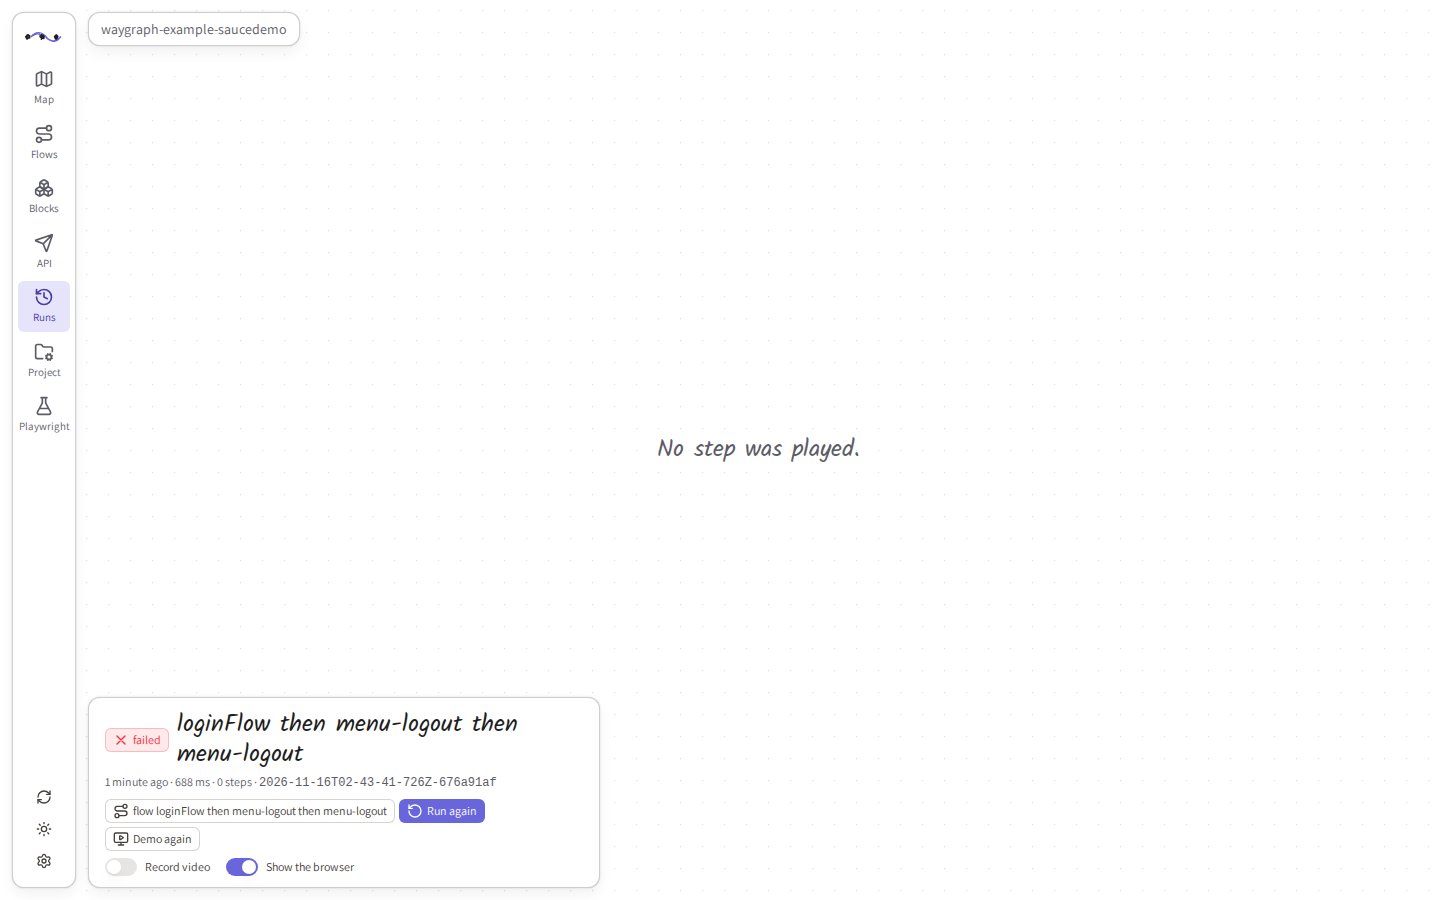 waygraph-example-saucedemo
Map
Flows
Blocks
API
Runs
Project
Playwright
No step was played.
failed
loginFlow then menu-logout then
menu-logout
1 minute ago · 688 ms · 0 steps · 2026-11-16T02-43-41-726Z-676a91af
flow loginFlow then menu-logout then menu-logout
Run again
Demo again
Record video
Show the browser